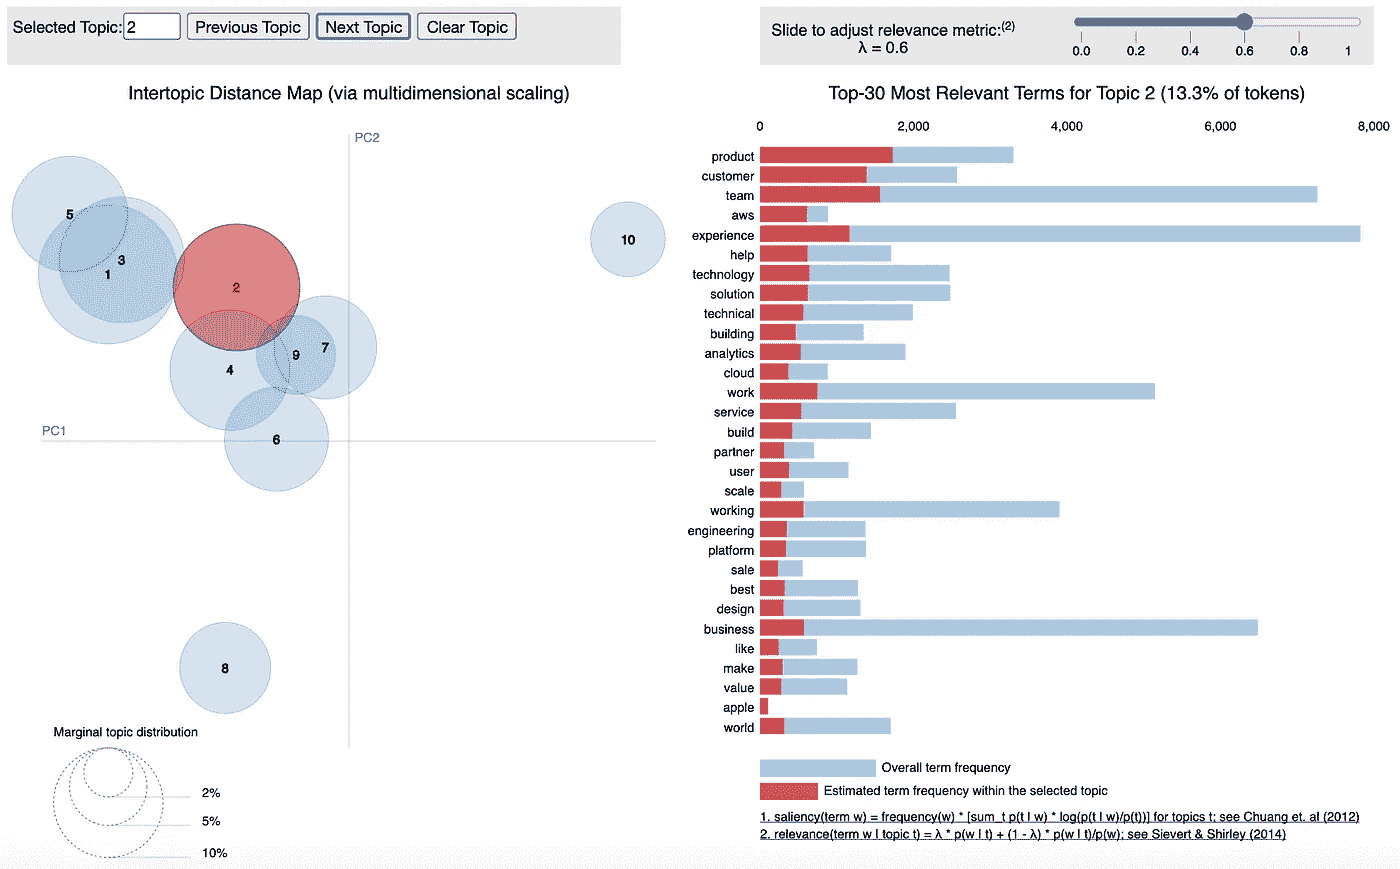 Selected Topic: 2 Previous Topic Next Topic Clear Topic
Slide to adjust relevance metric:(2)
λ = 0.6
0.0 0.2 0.4 0.6 0.8 1
Intertopic Distance Map (via multidimensional scaling)
PC2
PC1
5
3
1
2
10
4
9
7
6
8
Marginal topic distribution
2%
5%
10%
Top-30 Most Relevant Terms for Topic 2 (13.3% of tokens)
0 2,000 4,000 6,000 8,000
product
customer
team
aws
experience
help
technology
solution
technical
building
analytics
cloud
work
service
build
partner
user
scale
working
engineering
platform
sale
best
design
business
like
make
value
apple
world
Overall term frequency
Estimated term frequency within the selected topic
1. saliency(term w) = frequency(w) * [sum_t p(t | w) * log(p(t | w)/p(t))] for topics t; see Chuang et. al (2012)
2. relevance(term w | topic t) = λ * p(w | t) + (1 - λ) * p(w | t)/p(w); see Sievert & Shirley (2014)